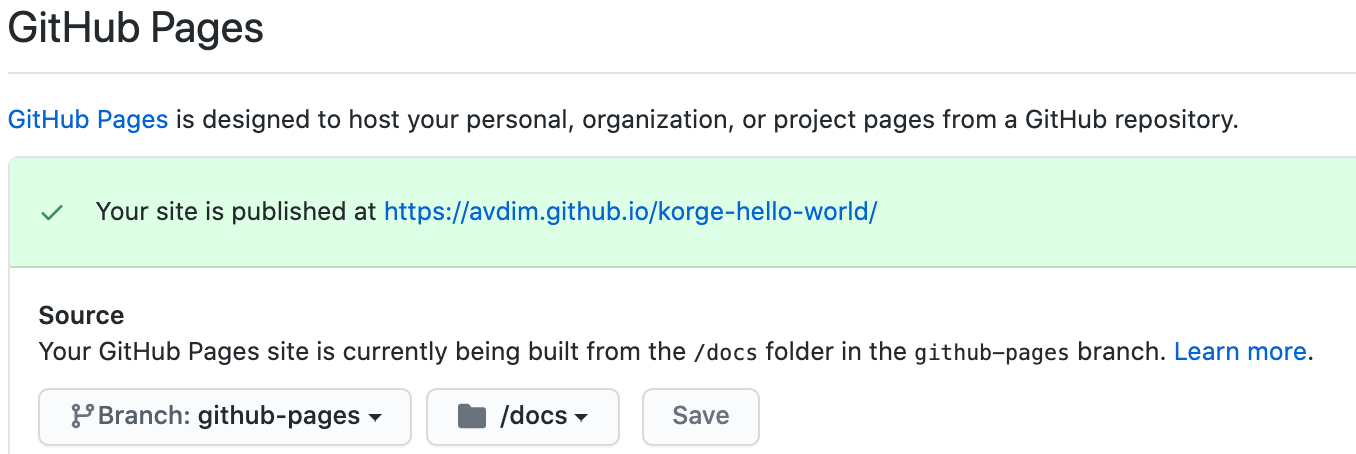 GitHub Pages
GitHub Pages is designed to host your personal, organization, or project pages from a GitHub repository.
Your site is published at https://avdim.github.io/korge-hello-world/
Source
Your GitHub Pages site is currently being built from the /docs folder in the github-pages branch. Learn more.
Branch: github-pages /docs Save